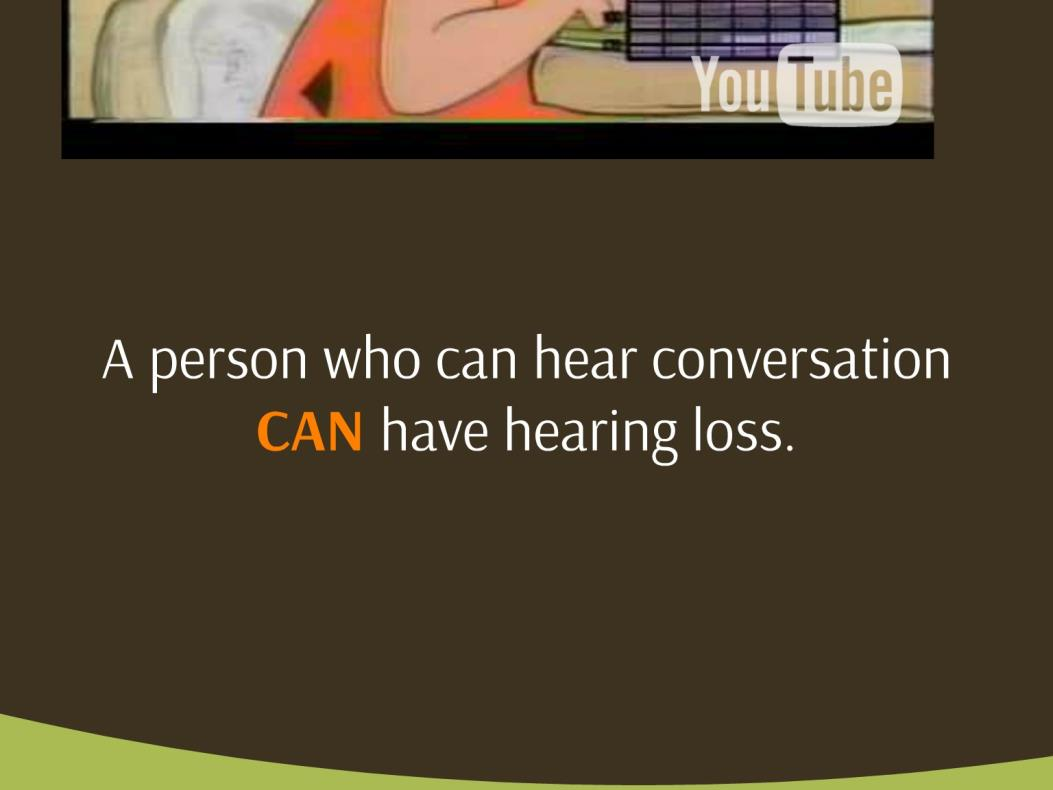 YouTube
A person who can hear conversation
CAN have hearing loss.